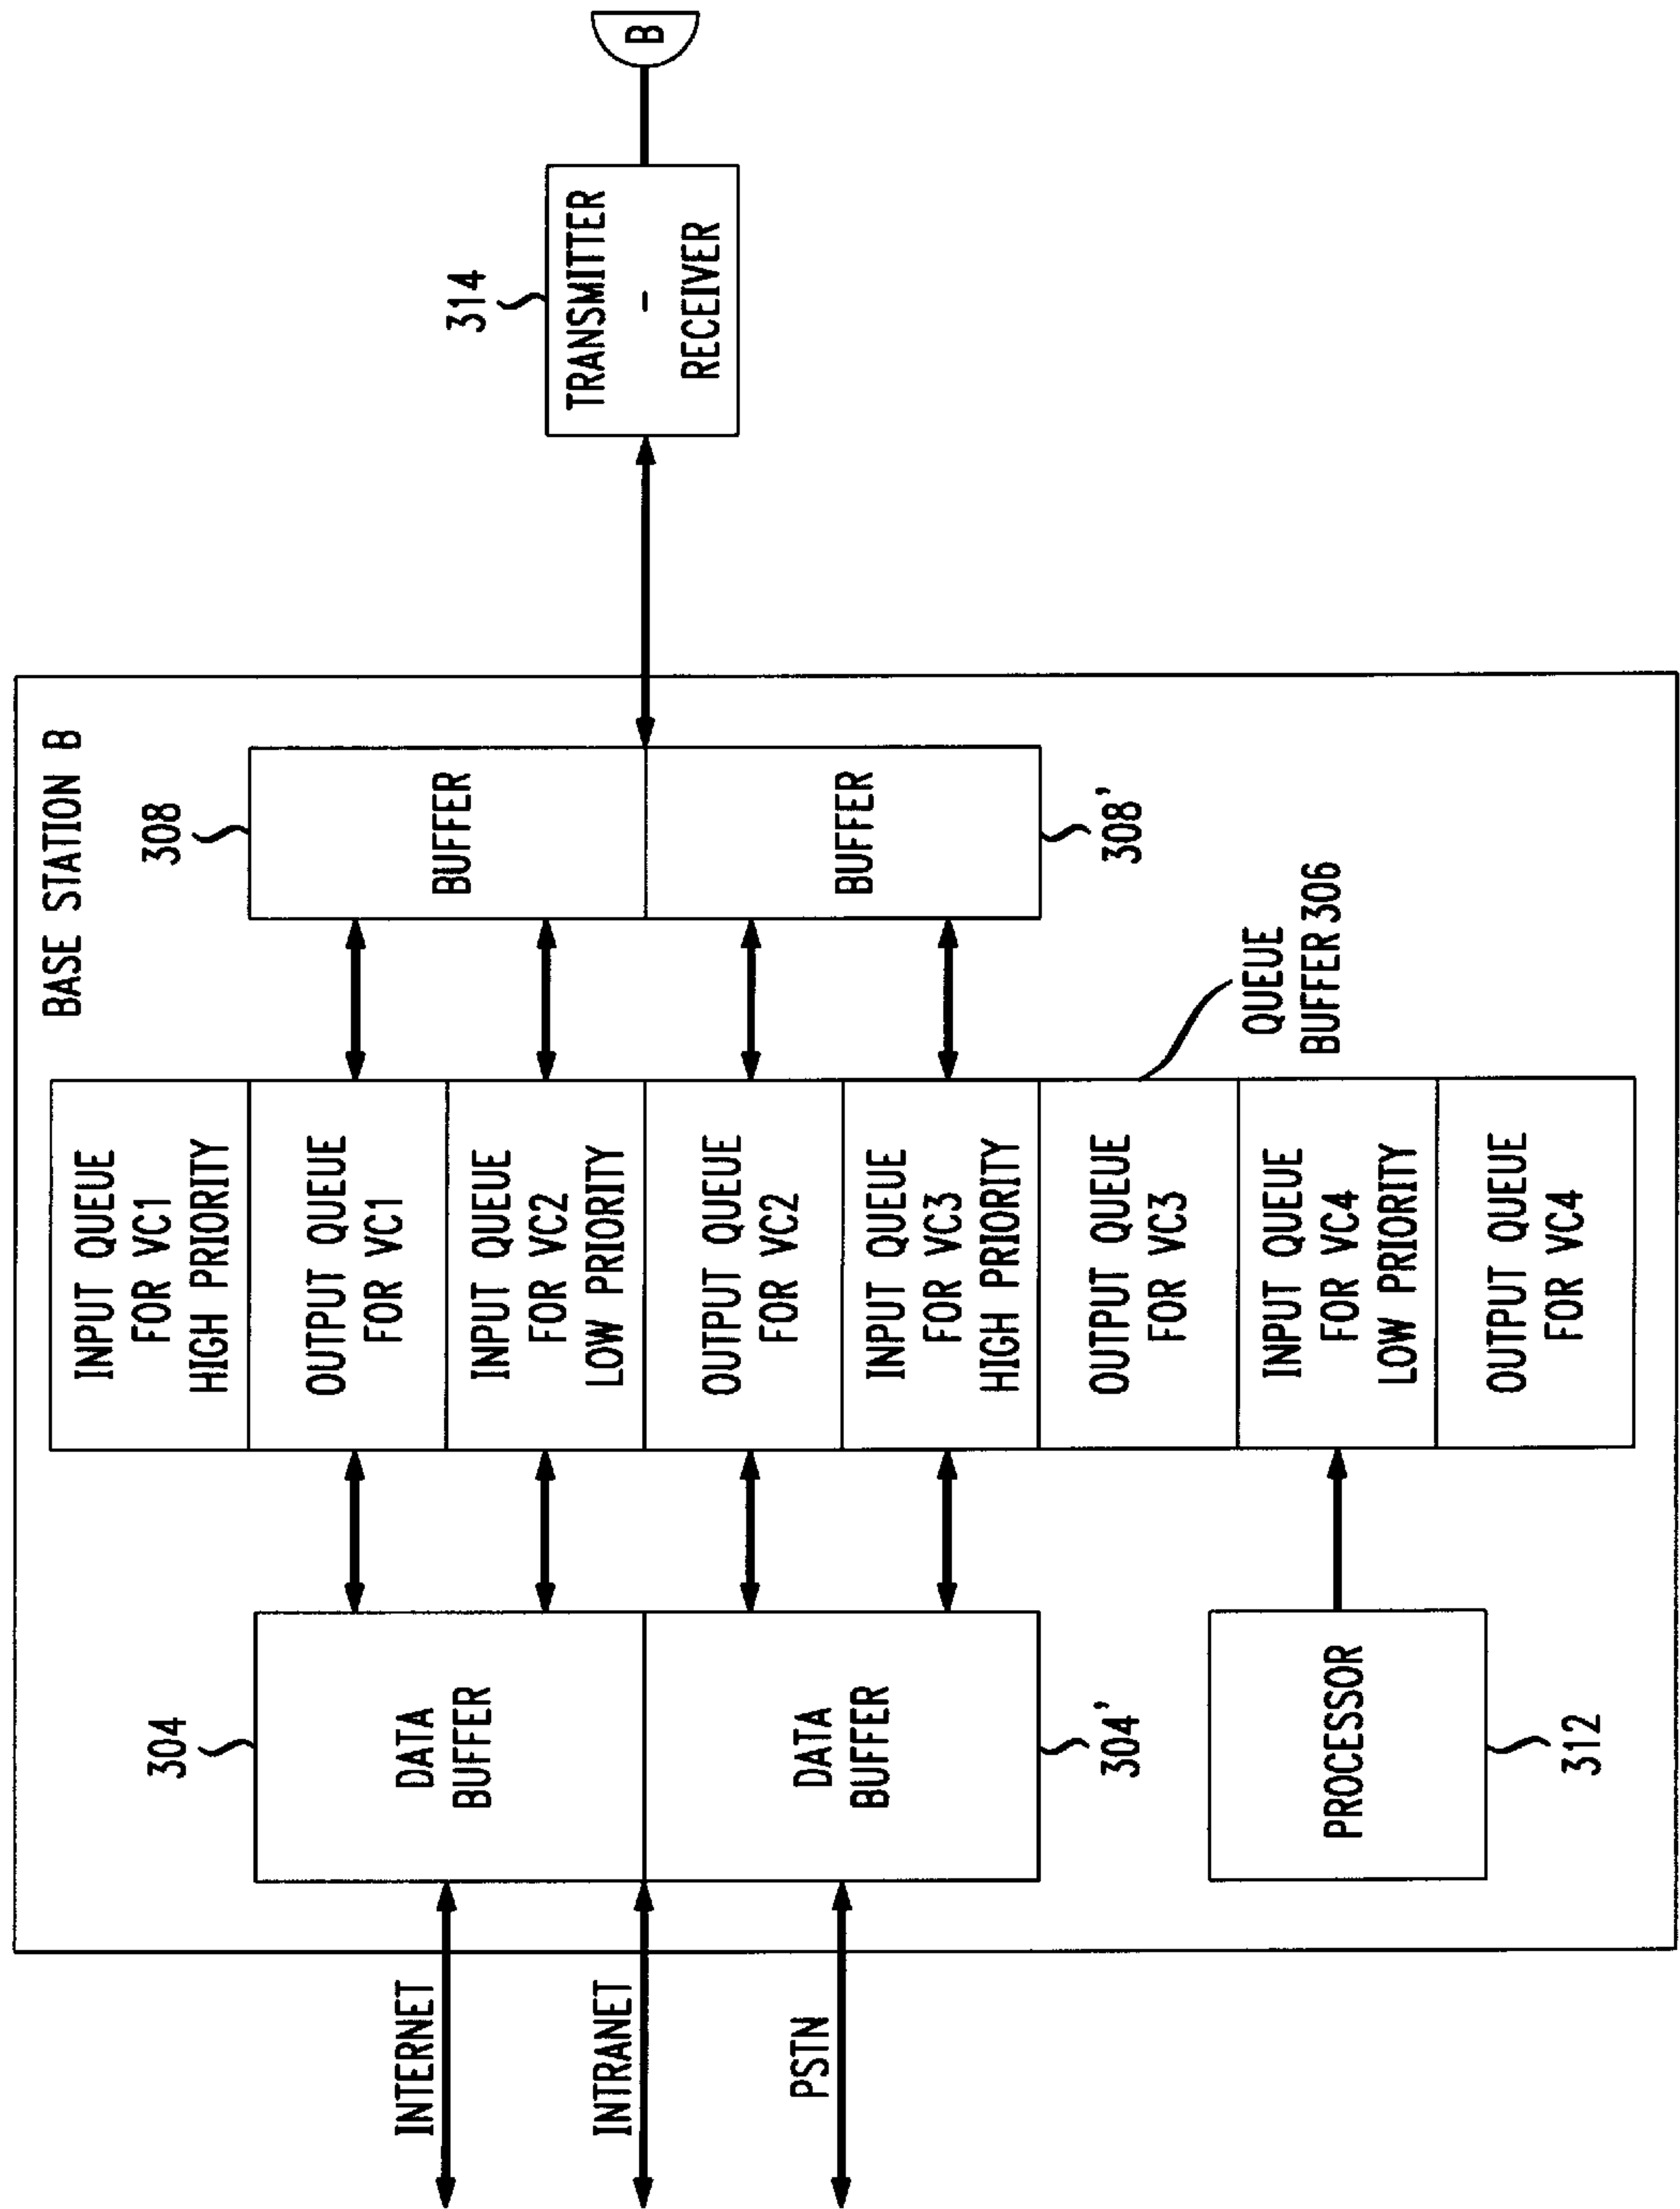 BASE STATION B
INTERNET
INTRANET
PSTN
304
DATA
BUFFER
DATA
BUFFER
304'
PROCESSOR
312
INPUT QUEUE
FOR VC1
HIGH PRIORITY
OUTPUT QUEUE
FOR VC1
INPUT QUEUE
FOR VC2
LOW PRIORITY
OUTPUT QUEUE
FOR VC2
INPUT QUEUE
FOR VC3
HIGH PRIORITY
OUTPUT QUEUE
FOR VC3
INPUT QUEUE
FOR VC4
LOW PRIORITY
OUTPUT QUEUE
FOR VC4
QUEUE
BUFFER 306
308
BUFFER
BUFFER
308'
314
TRANSMITTER
-
RECEIVER
B